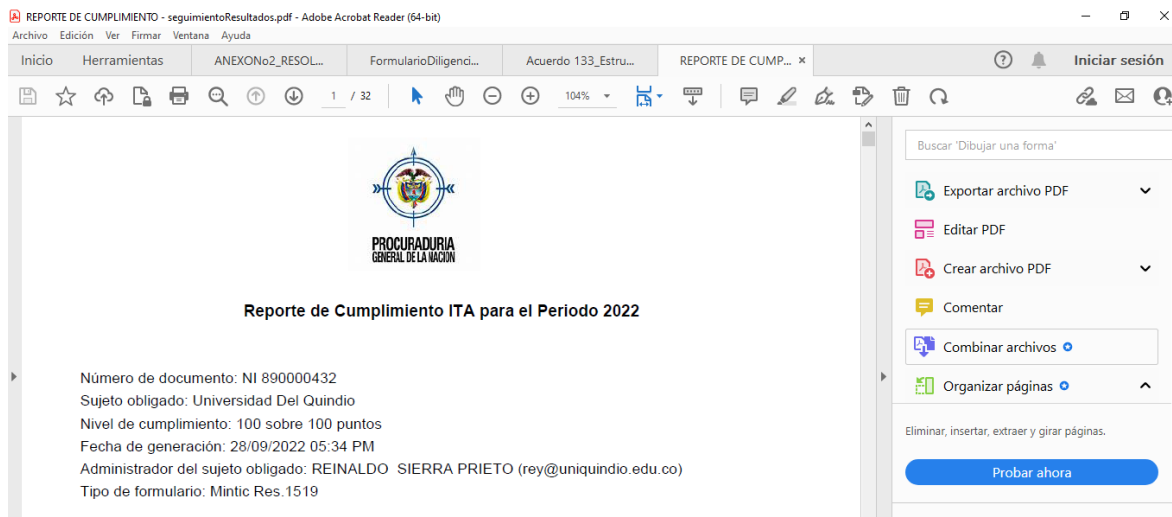 REPORTE DE CUMPLIMIENTO - seguimientoResultados.pdf - Adobe Acrobat Reader (64-bit)
Archivo Edición Ver Firmar Ventana Ayuda
Inicio Herramientas ANEXONo2_RESOL... FormularioDiligenci... Acuerdo 133_Estru... REPORTE DE CUMP... × Iniciar sesión
1 / 32 104%
PROCURADURIA
GENERAL DE LA NACION
Reporte de Cumplimiento ITA para el Periodo 2022
Número de documento: NI 890000432
Sujeto obligado: Universidad Del Quindio
Nivel de cumplimiento: 100 sobre 100 puntos
Fecha de generación: 28/09/2022 05:34 PM
Administrador del sujeto obligado: REINALDO SIERRA PRIETO (rey@uniquindio.edu.co)
Tipo de formulario: Mintic Res.1519
Buscar 'Dibujar una forma'
Exportar archivo PDF
Editar PDF
Crear archivo PDF
Comentar
Combinar archivos
Organizar páginas
Eliminar, insertar, extraer y girar páginas.
Probar ahora